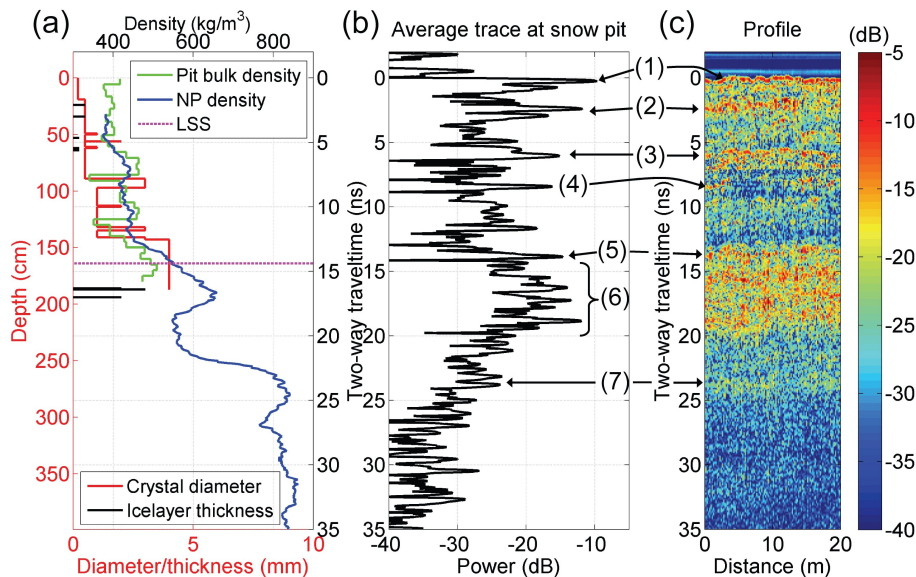 (a)
Density (kg/m³)
400 600 800
0
50
100
150
200
250
300
350
Depth (cm)
Pit bulk density
NP density
LSS
Crystal diameter
Icelayer thickness
0 5 10
Diameter/thickness (mm)
0
5
10
15
20
25
30
35
Two-way traveltime (ns)
(b)
Average trace at snow pit
0
5
10
15
20
25
30
35
-40 -30 -20 -10
Power (dB)
(1)
(2)
(3)
(4)
(5)
(6)
(7)
(c)
Profile
Two-way traveltime (ns)
0
5
10
15
20
25
30
35
0 10 20
Distance (m)
(dB)
-5
-10
-15
-20
-25
-30
-35
-40